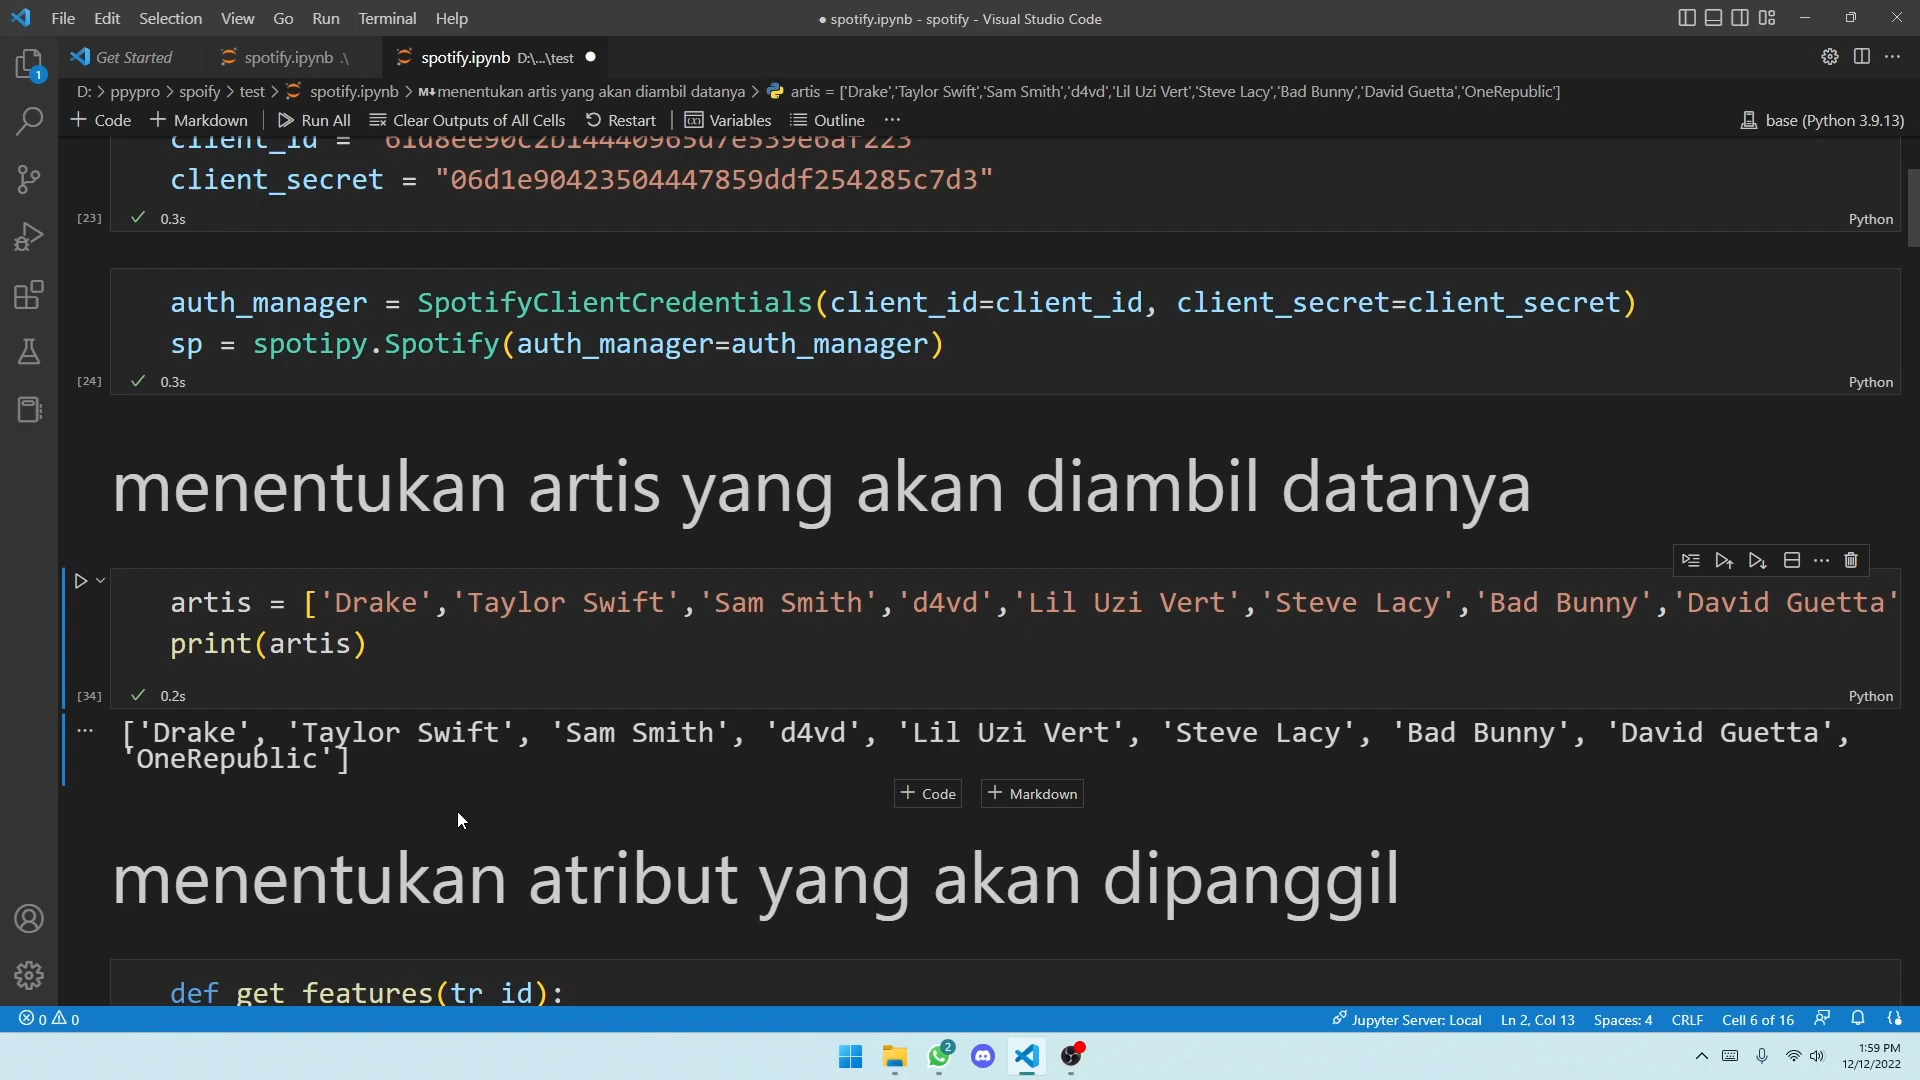 File Edit Selection View Go Run Terminal Help
● spotify.ipynb - spotify - Visual Studio Code
Get Started
spotify.ipynb .\
spotify.ipynb D:\...\test ●
1
D: > ppypro > spoify > test > spotify.ipynb > M↓menentukan artis yang akan diambil datanya > artis = ['Drake','Taylor Swift','Sam Smith','d4vd','Lil Uzi Vert','Steve Lacy','Bad Bunny','David Guetta','OneRepublic']
+ Code + Markdown Run All Clear Outputs of All Cells Restart Variables Outline ...
base (Python 3.9.13)
client_id =
client_secret = "06d1e90423504447859ddf254285c7d3"
[23] ✓ 0.3s Python
auth_manager = SpotifyClientCredentials(client_id=client_id, client_secret=client_secret)
sp = spotipy.Spotify(auth_manager=auth_manager)
[24] ✓ 0.3s Python
menentukan artis yang akan diambil datanya
artis = ['Drake','Taylor Swift','Sam Smith','d4vd','Lil Uzi Vert','Steve Lacy','Bad Bunny','David Guetta'
print(artis)
[34] ✓ 0.2s Python
['Drake', 'Taylor Swift', 'Sam Smith', 'd4vd', 'Lil Uzi Vert', 'Steve Lacy', 'Bad Bunny', 'David Guetta',
'OneRepublic']
+ Code + Markdown
menentukan atribut yang akan dipanggil
def get_features(tr_id):
0 0
Jupyter Server: Local Ln 2, Col 13 Spaces: 4 CRLF Cell 6 of 16
2
1:59 PM
12/12/2022